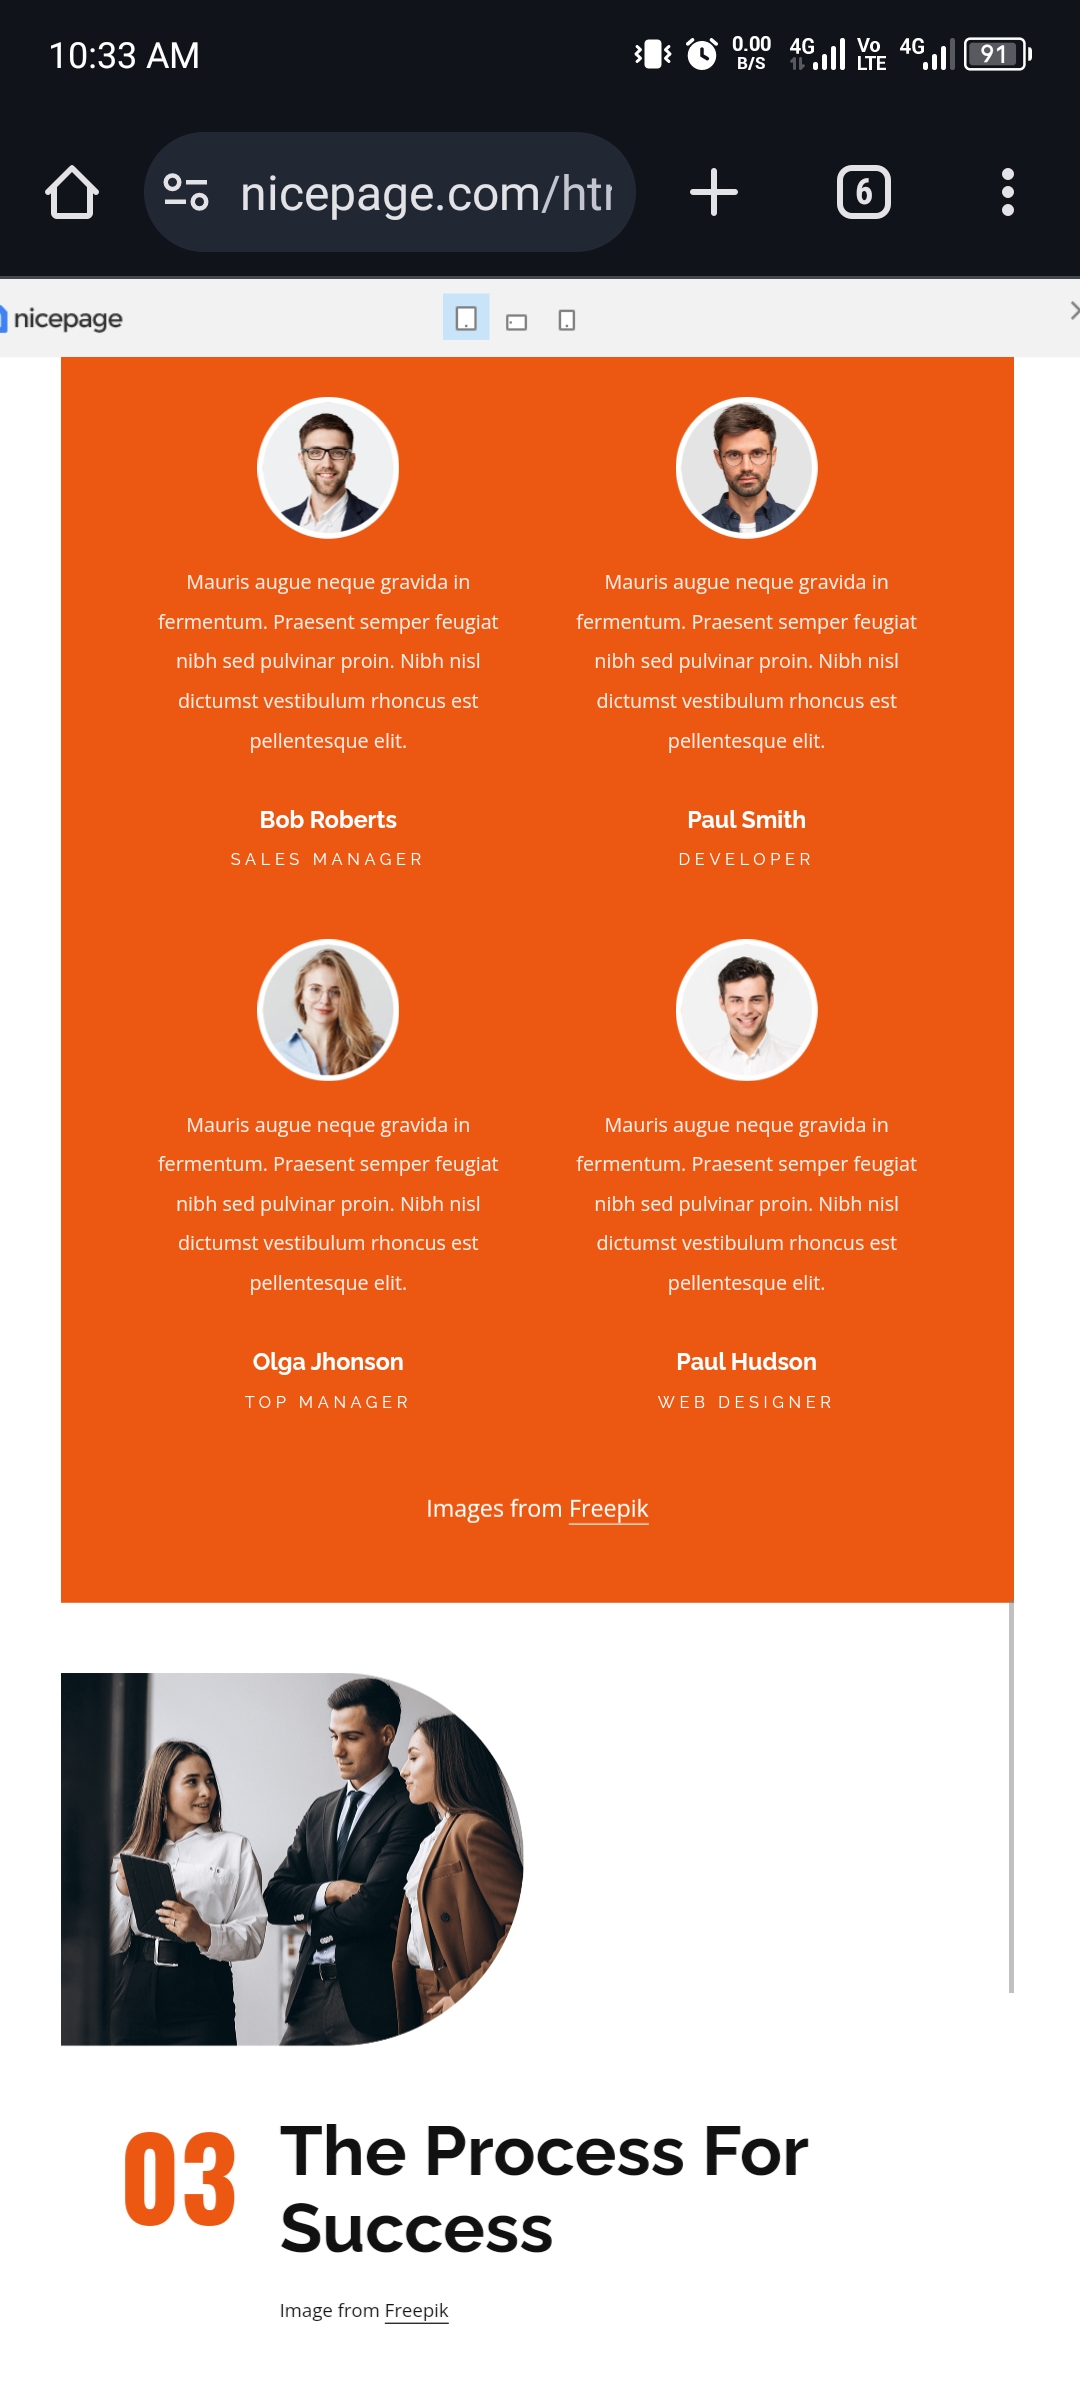 10:33 AM
0.00 B/S 4G Vo LTE 4G 91
nicepage.com/htr
6
nicepage
Mauris augue neque gravida in
fermentum. Praesent semper feugiat
nibh sed pulvinar proin. Nibh nisl
dictumst vestibulum rhoncus est
pellentesque elit.
Bob Roberts
SALES MANAGER
Mauris augue neque gravida in
fermentum. Praesent semper feugiat
nibh sed pulvinar proin. Nibh nisl
dictumst vestibulum rhoncus est
pellentesque elit.
Paul Smith
DEVELOPER
Mauris augue neque gravida in
fermentum. Praesent semper feugiat
nibh sed pulvinar proin. Nibh nisl
dictumst vestibulum rhoncus est
pellentesque elit.
Olga Jhonson
TOP MANAGER
Mauris augue neque gravida in
fermentum. Praesent semper feugiat
nibh sed pulvinar proin. Nibh nisl
dictumst vestibulum rhoncus est
pellentesque elit.
Paul Hudson
WEB DESIGNER
Images from Freepik
03
The Process For
Success
Image from Freepik